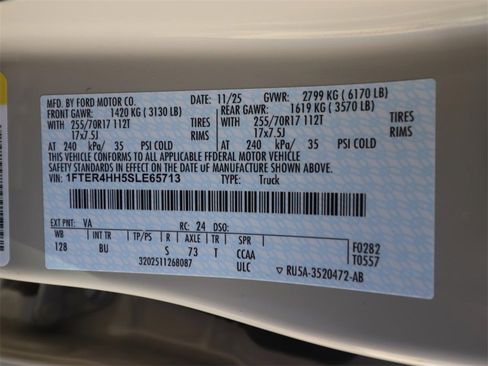 MFD. BY FORD MOTOR CO. DATE: 11/25 GVWR: 2799 KG ( 6170 LB)
FRONT GAWR: 1420 KG ( 3130 LB) REAR GAWR: 1619 KG ( 3570 LB)
WITH 255/70R17 112T TIRES WITH 255/70R17 112T TIRES
17x7.5J RIMS 17x7.5J RIMS
AT 240 kPa/ 35 PSI COLD AT 240 kPa/ 35 PSI COLD
THIS VEHICLE CONFORMS TO ALL APPLICABLE FEDERAL MOTOR VEHICLE
SAFETY STANDARDS IN EFFECT ON THE DATE OF MANUFACTURE SHOWN ABOVE.
VIN: 1FTER4HH5SLE65713 TYPE: Truck
EXT PNT: VA RC: 24 DSO:
WB INT TR TP/PS R AXLE TR SPR
128 BU S 73 T CCAA
ULC
3202511268087
F0282
T0557
RU5A-3520472-AB